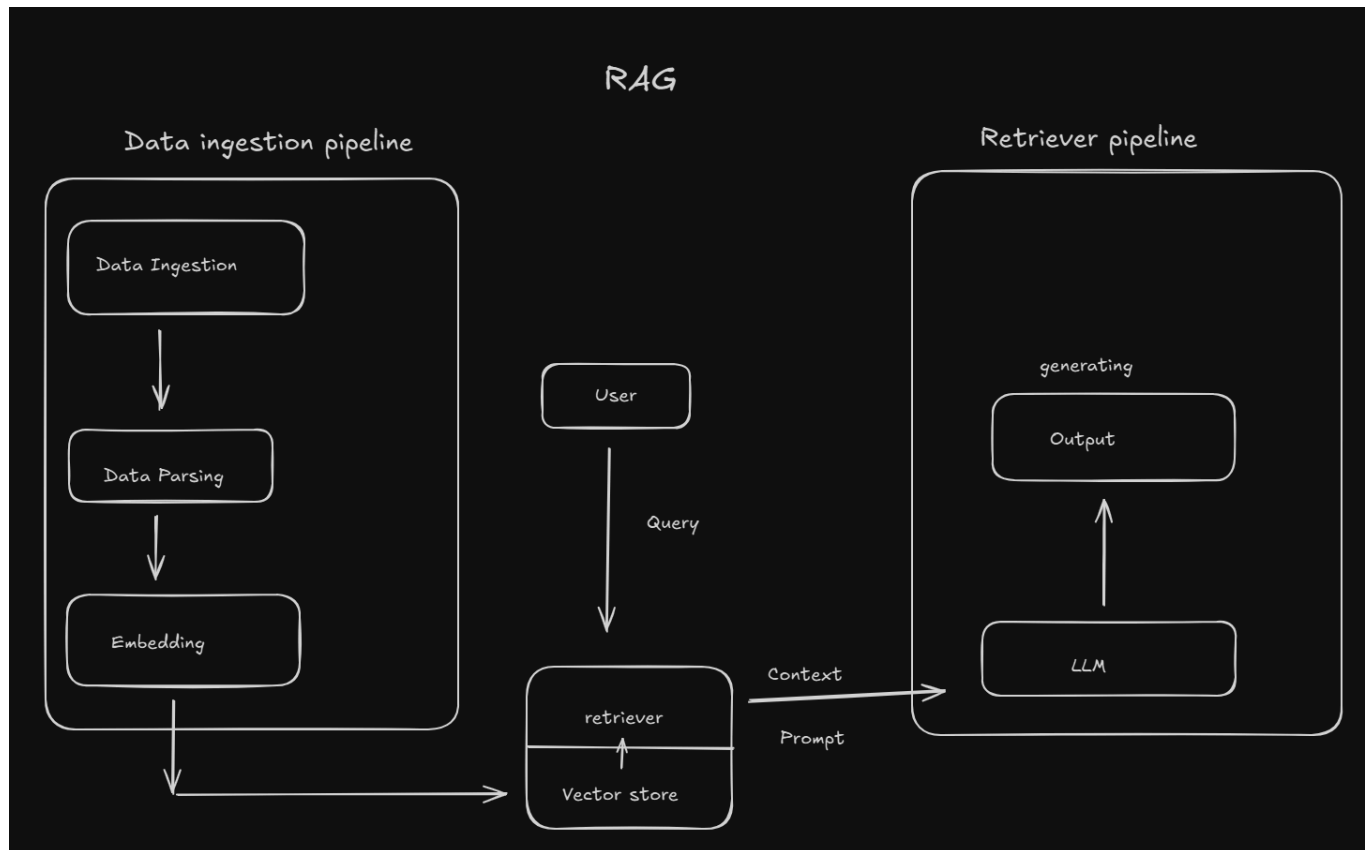 RAG
Data ingestion pipeline
Retriever pipeline
Data Ingestion
Data Parsing
Embedding
User
Query
retriever
Vector store
Context
Prompt
generating
Output
LLM